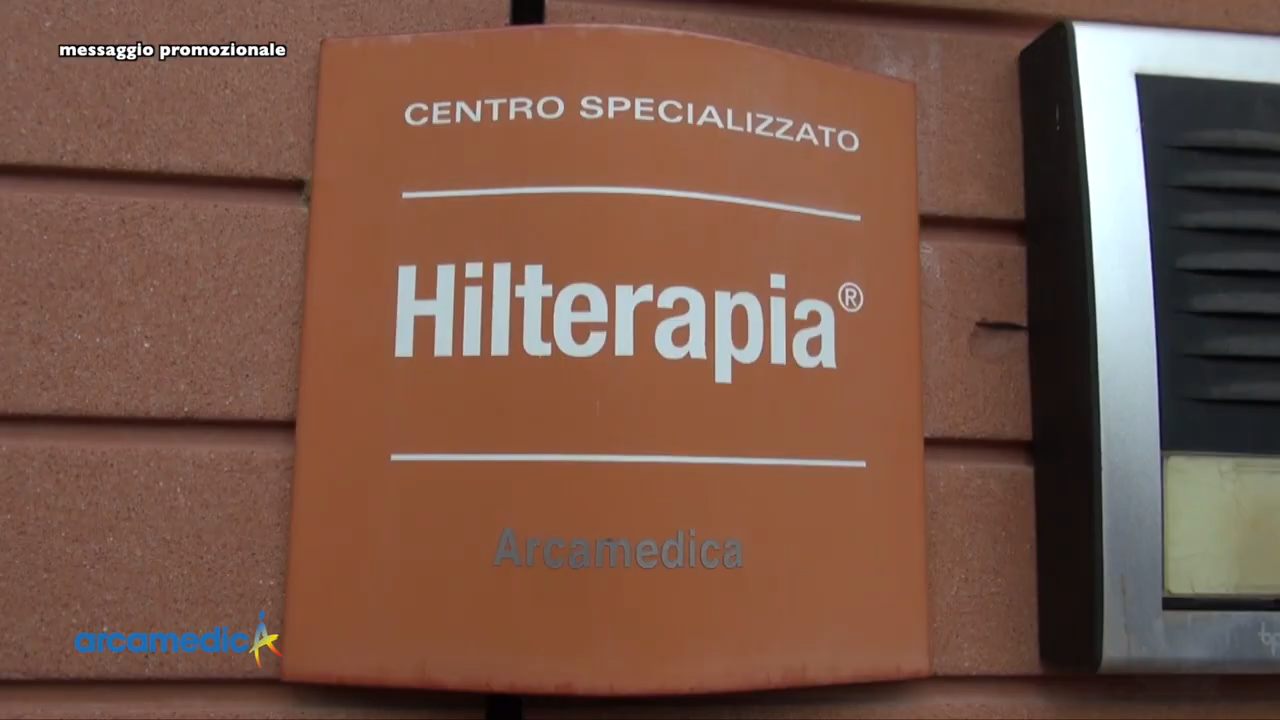 messaggio promozionale
CENTRO SPECIALIZZATO
Hilterapia®
Arcamedica
arcamedicA